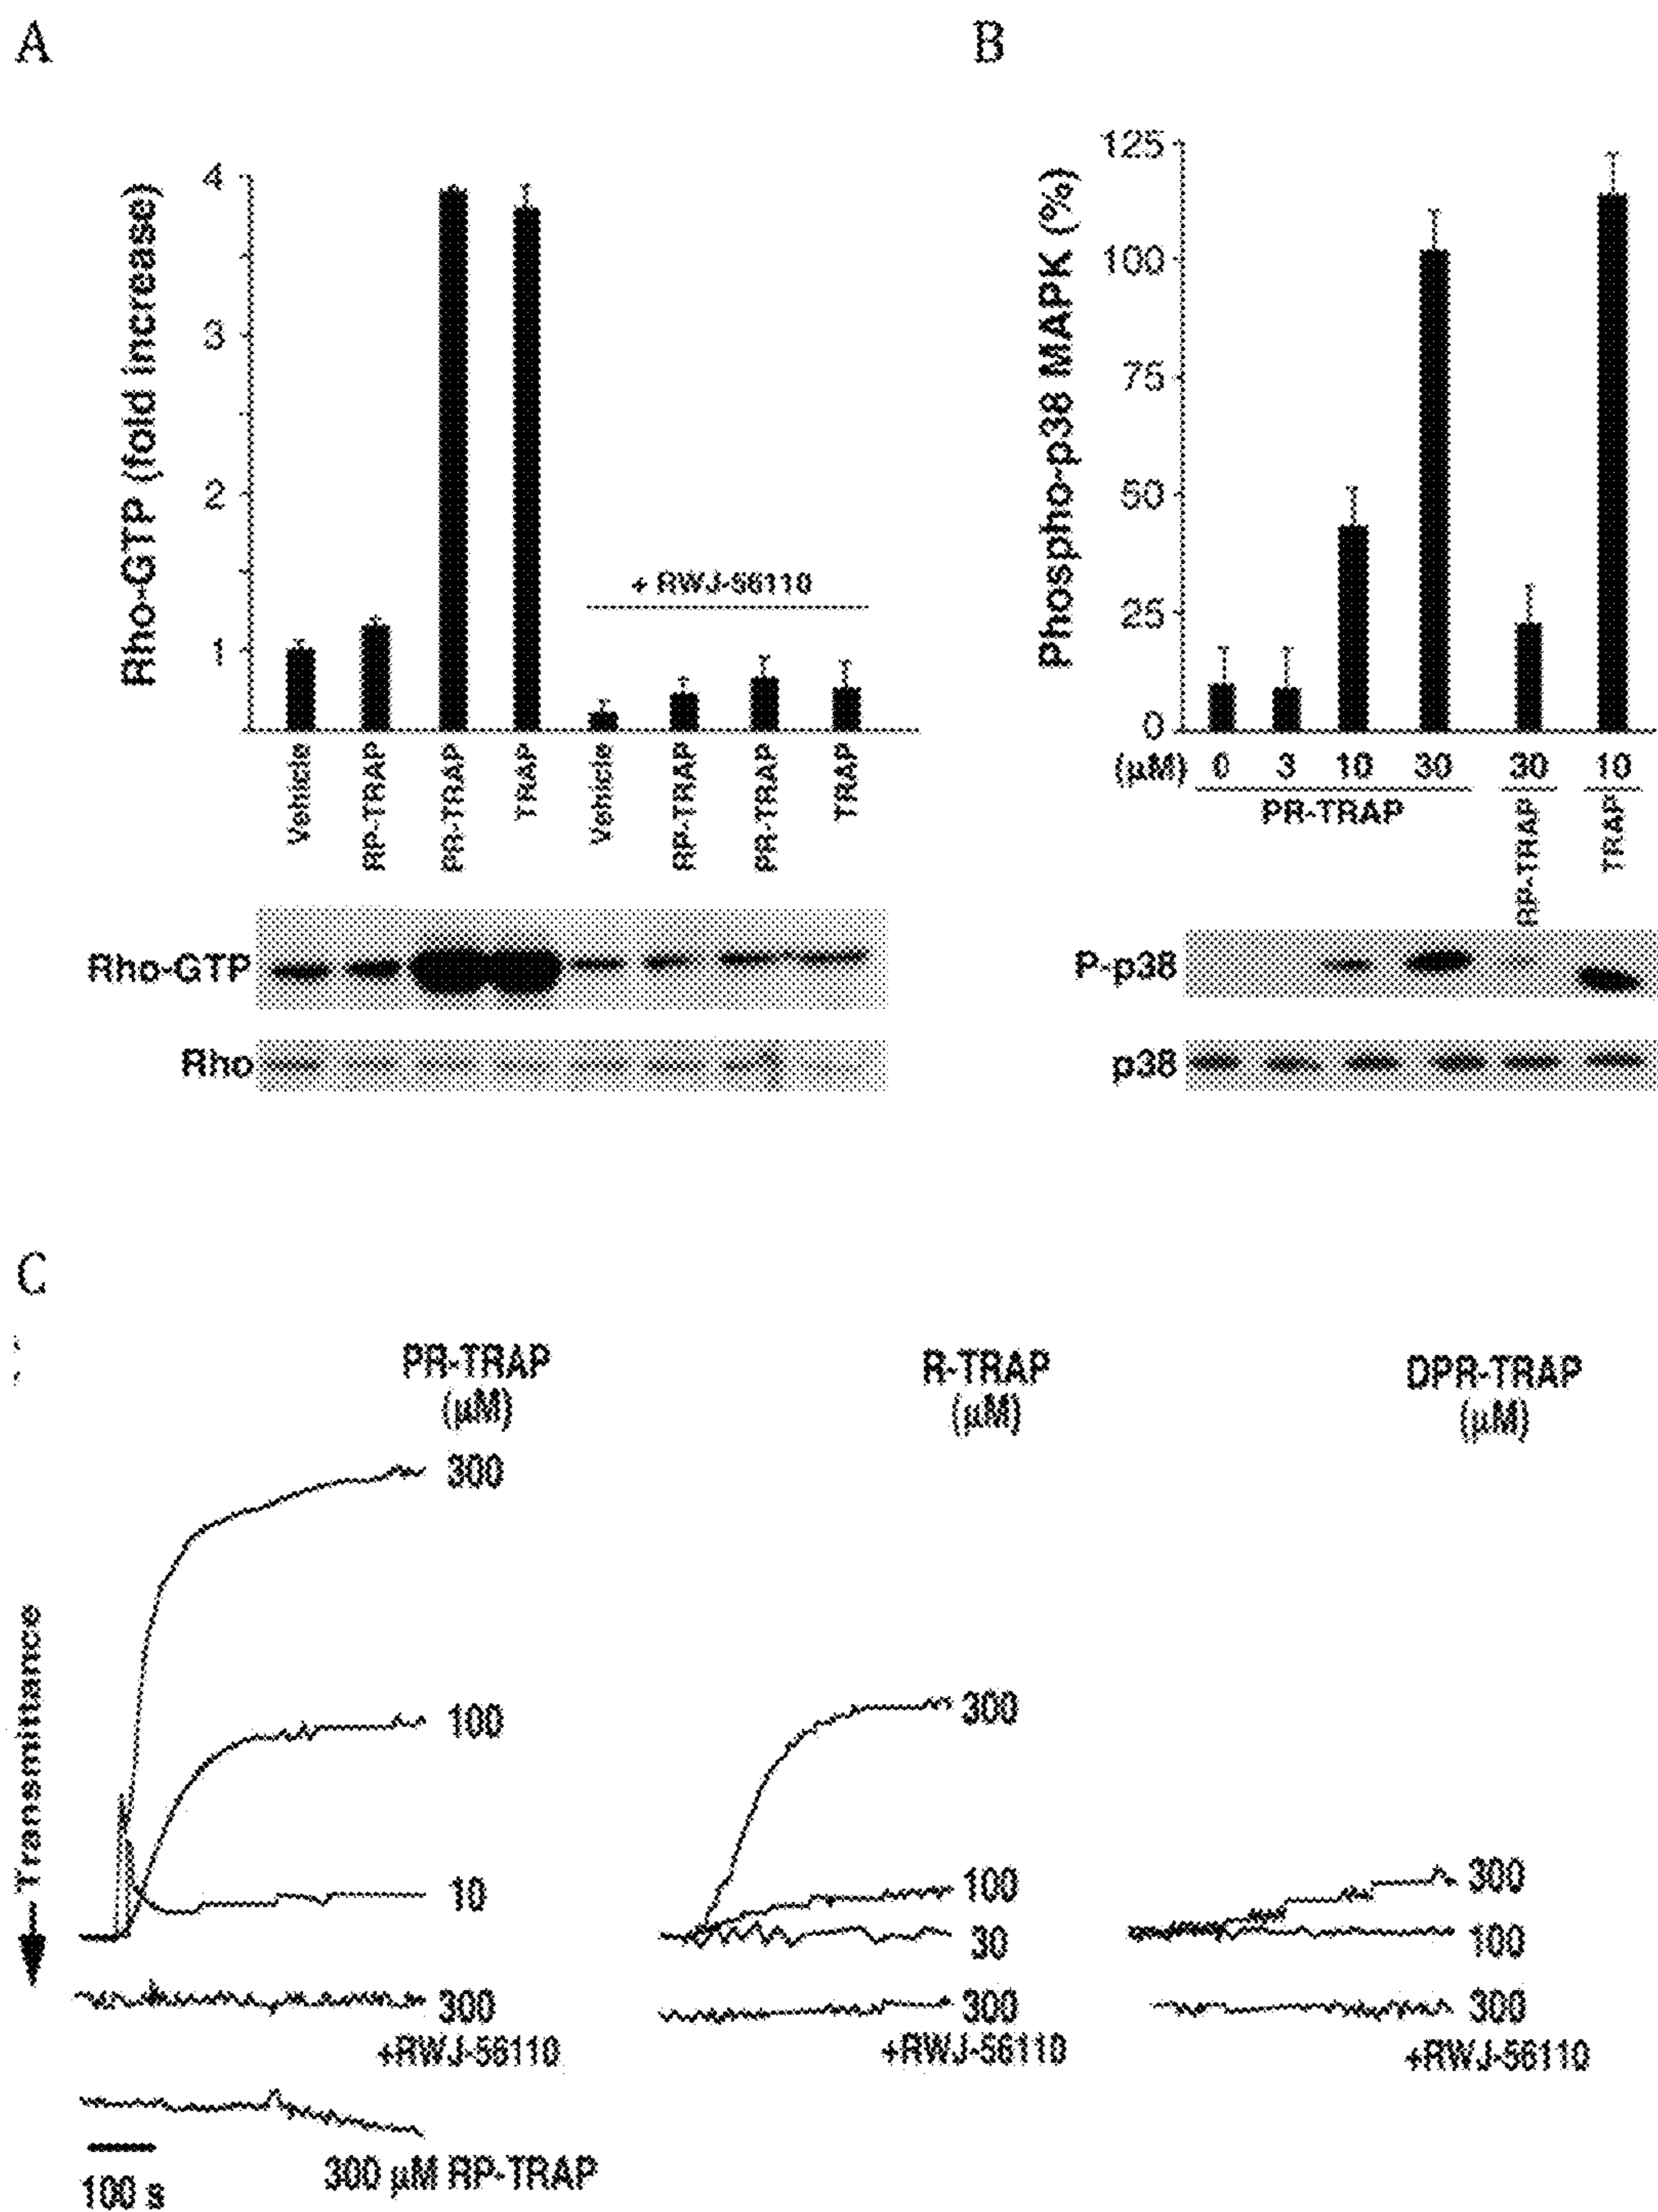 A
Rho-GTP (fold increase)
4
3
2
1
+ RWJ-56110
Vehicle
RP-TRAP
PR-TRAP
TRAP
Vehicle
RP-TRAP
PR-TRAP
TRAP
Rho-GTP
Rho
B
Phospho-p38 MAPK (%)
125
100
75
50
25
0
(µM) 0 3 10 30 30 10
PR-TRAP
RP-TRAP
TRAP
P-p38
p38
C
Transmittance
PR-TRAP
(µM)
300
100
10
300
+RWJ-56110
300 µM RP-TRAP
100 s
R-TRAP
(µM)
300
100
30
300
+RWJ-56110
DPR-TRAP
(µM)
300
100
300
+RWJ-56110